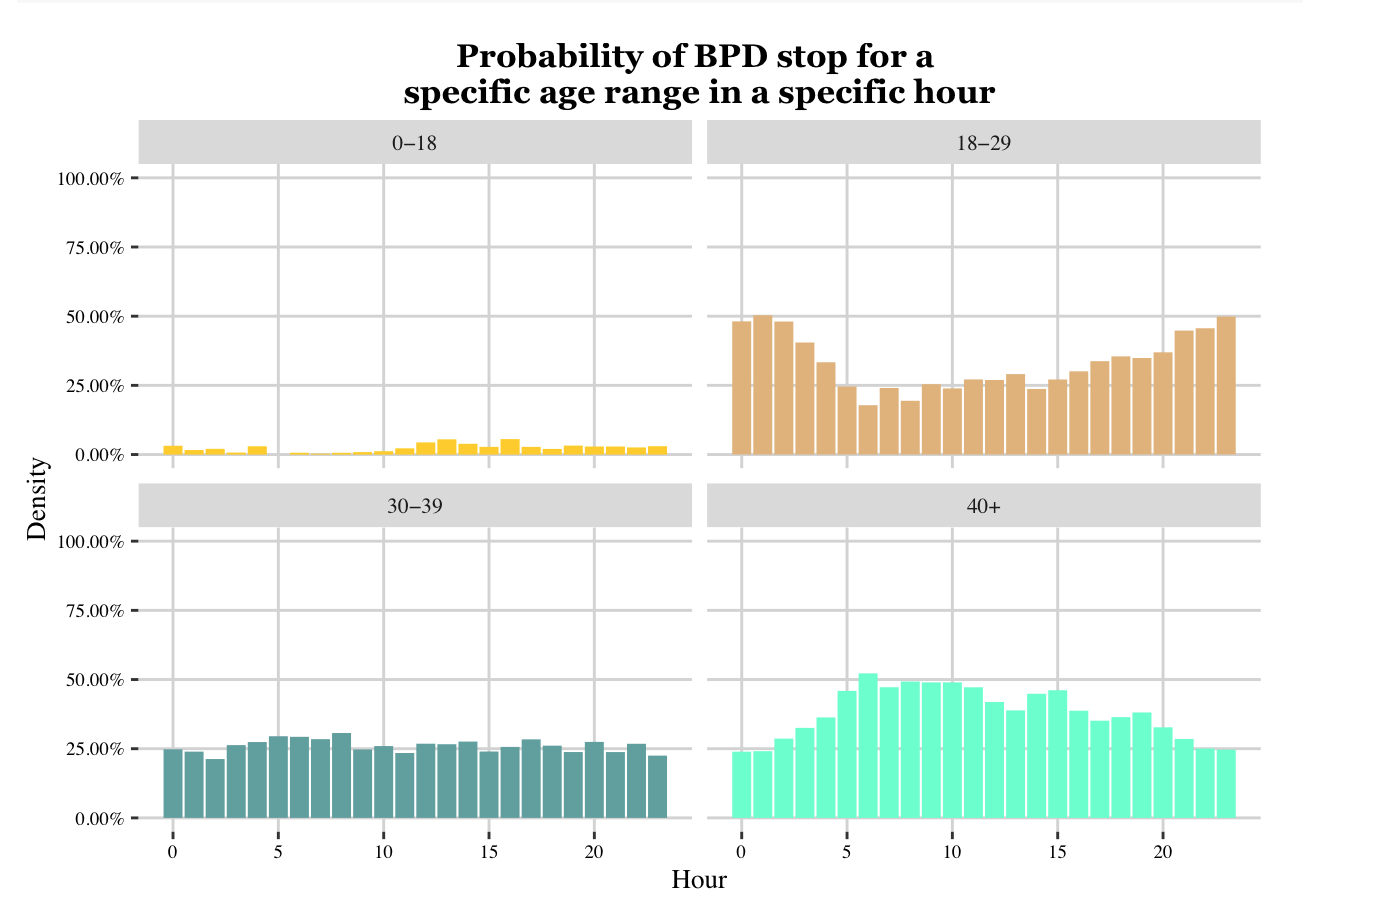 Probability of BPD stop for a
specific age range in a specific hour
0−18
18−29
100.00%
75.00%
50.00%
25.00%
0.00%
Density
30−39
40+
100.00%
75.00%
50.00%
25.00%
0.00%
0 5 10 15 20
0 5 10 15 20
Hour